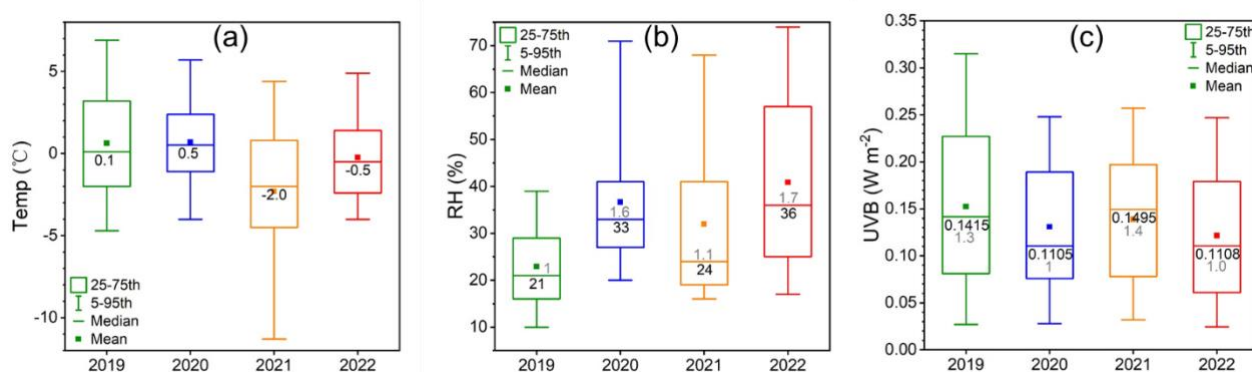 (a)
Temp (℃)
5
0
-5
-10
0.1
0.5
-2.0
-0.5
25-75th
5-95th
Median
Mean
2019
2020
2021
2022
(b)
25-75th
5-95th
Median
Mean
RH (%)
70
60
50
40
30
20
10
1
21
1.6
33
1.1
24
1.7
36
2019
2020
2021
2022
(c)
25-75th
5-95th
Median
Mean
UVB (W m-2)
0.35
0.30
0.25
0.20
0.15
0.10
0.05
0.00
0.1415
1.3
0.1105
1
0.1495
1.4
0.1108
1.0
2019
2020
2021
2022